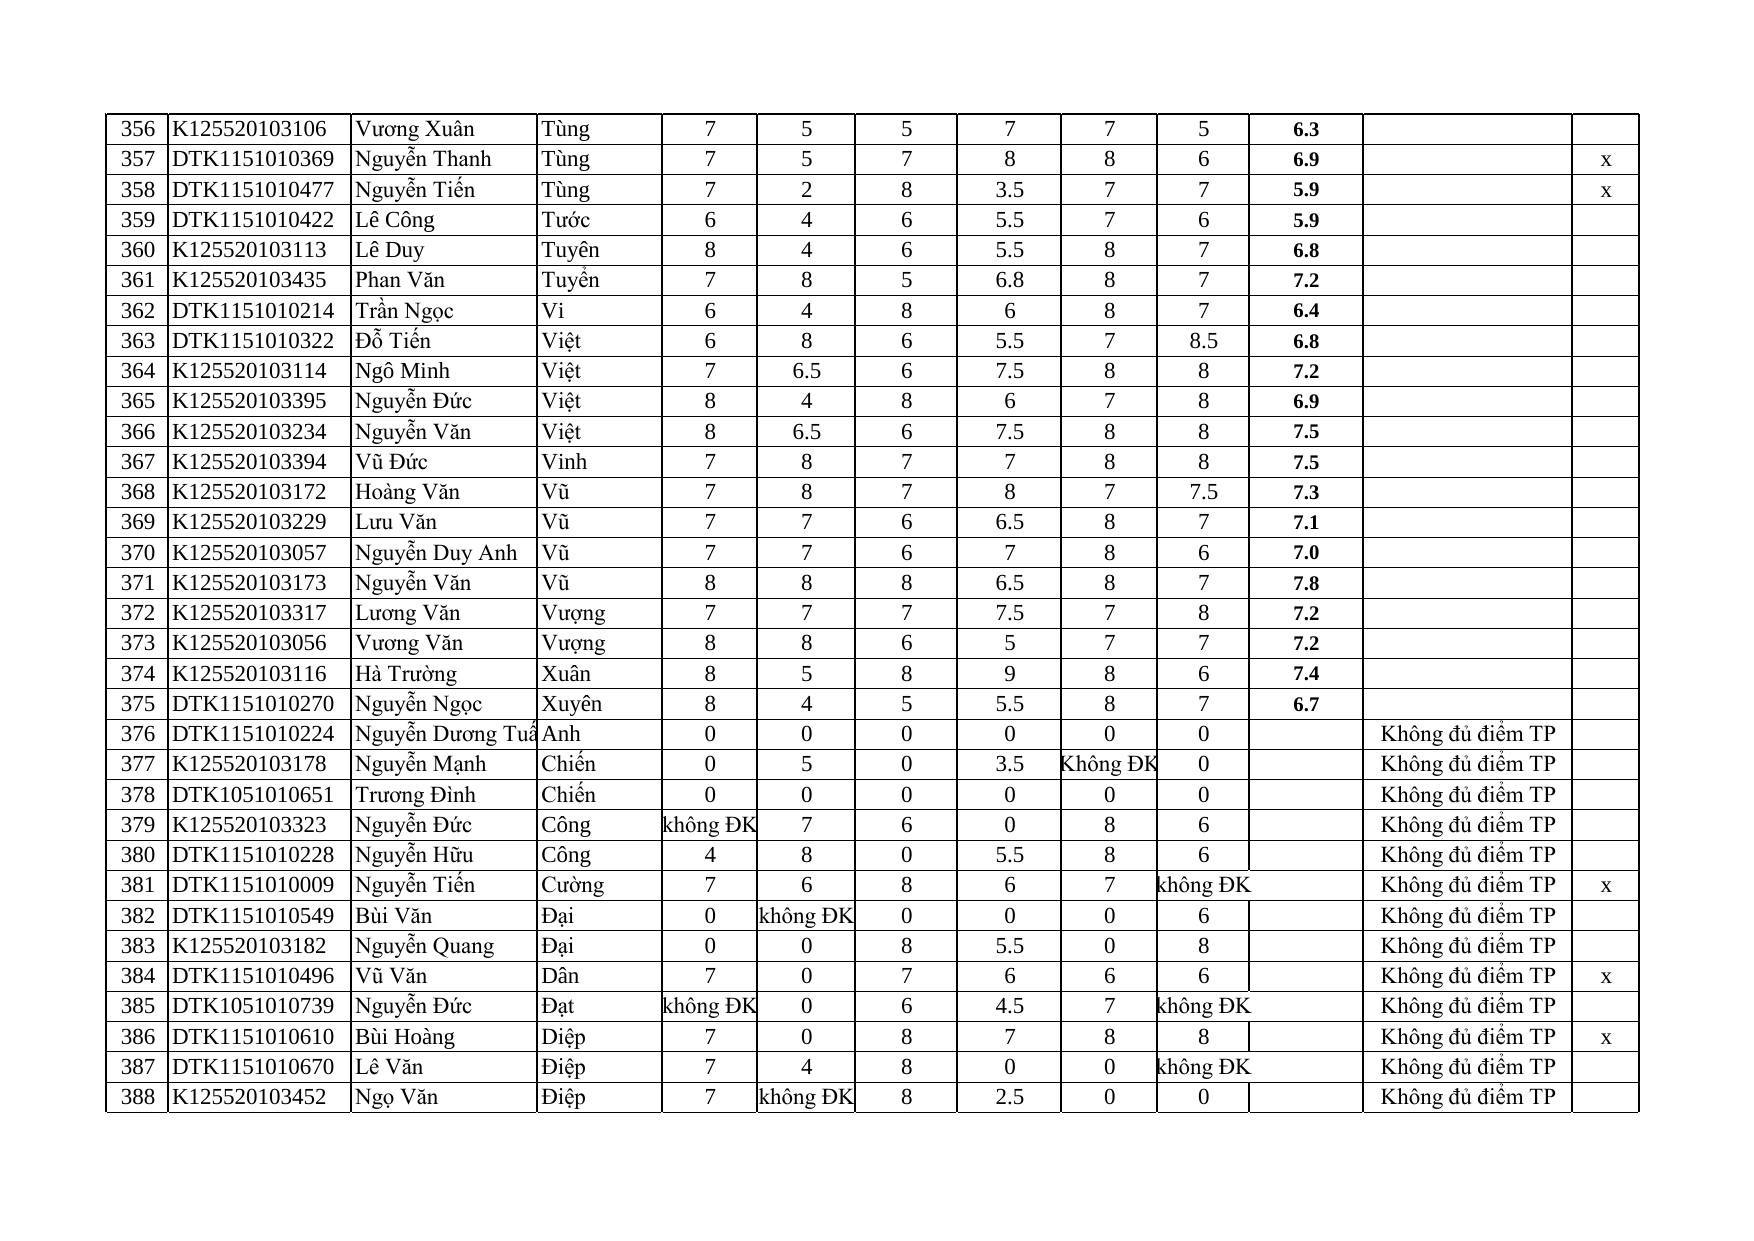 356 K125520103106 Vương Xuân Tùng 7 5 5 7 7 5 6.3
357 DTK1151010369 Nguyễn Thanh Tùng 7 5 7 8 8 6 6.9 x
358 DTK1151010477 Nguyễn Tiến Tùng 7 2 8 3.5 7 7 5.9 x
359 DTK1151010422 Lê Công Tước 6 4 6 5.5 7 6 5.9
360 K125520103113 Lê Duy Tuyên 8 4 6 5.5 8 7 6.8
361 K125520103435 Phan Văn Tuyển 7 8 5 6.8 8 7 7.2
362 DTK1151010214 Trần Ngọc Vi 6 4 8 6 8 7 6.4
363 DTK1151010322 Đỗ Tiến Việt 6 8 6 5.5 7 8.5 6.8
364 K125520103114 Ngô Minh Việt 7 6.5 6 7.5 8 8 7.2
365 K125520103395 Nguyễn Đức Việt 8 4 8 6 7 8 6.9
366 K125520103234 Nguyễn Văn Việt 8 6.5 6 7.5 8 8 7.5
367 K125520103394 Vũ Đức Vinh 7 8 7 7 8 8 7.5
368 K125520103172 Hoàng Văn Vũ 7 8 7 8 7 7.5 7.3
369 K125520103229 Lưu Văn Vũ 7 7 6 6.5 8 7 7.1
370 K125520103057 Nguyễn Duy Anh Vũ 7 7 6 7 8 6 7.0
371 K125520103173 Nguyễn Văn Vũ 8 8 8 6.5 8 7 7.8
372 K125520103317 Lương Văn Vượng 7 7 7 7.5 7 8 7.2
373 K125520103056 Vương Văn Vượng 8 8 6 5 7 7 7.2
374 K125520103116 Hà Trường Xuân 8 5 8 9 8 6 7.4
375 DTK1151010270 Nguyễn Ngọc Xuyên 8 4 5 5.5 8 7 6.7
376 DTK1151010224 Nguyễn Dương Tuấ Anh 0 0 0 0 0 0 Không đủ điểm TP
377 K125520103178 Nguyễn Mạnh Chiến 0 5 0 3.5 Không ĐK 0 Không đủ điểm TP
378 DTK1051010651 Trương Đình Chiến 0 0 0 0 0 0 Không đủ điểm TP
379 K125520103323 Nguyễn Đức Công không ĐK 7 6 0 8 6 Không đủ điểm TP
380 DTK1151010228 Nguyễn Hữu Công 4 8 0 5.5 8 6 Không đủ điểm TP
381 DTK1151010009 Nguyễn Tiến Cường 7 6 8 6 7 không ĐK Không đủ điểm TP x
382 DTK1151010549 Bùi Văn Đại 0 không ĐK 0 0 0 6 Không đủ điểm TP
383 K125520103182 Nguyễn Quang Đại 0 0 8 5.5 0 8 Không đủ điểm TP
384 DTK1151010496 Vũ Văn Dân 7 0 7 6 6 6 Không đủ điểm TP x
385 DTK1051010739 Nguyễn Đức Đạt không ĐK 0 6 4.5 7 không ĐK Không đủ điểm TP
386 DTK1151010610 Bùi Hoàng Diệp 7 0 8 7 8 8 Không đủ điểm TP x
387 DTK1151010670 Lê Văn Điệp 7 4 8 0 0 không ĐK Không đủ điểm TP
388 K125520103452 Ngọ Văn Điệp 7 không ĐK 8 2.5 0 0 Không đủ điểm TP